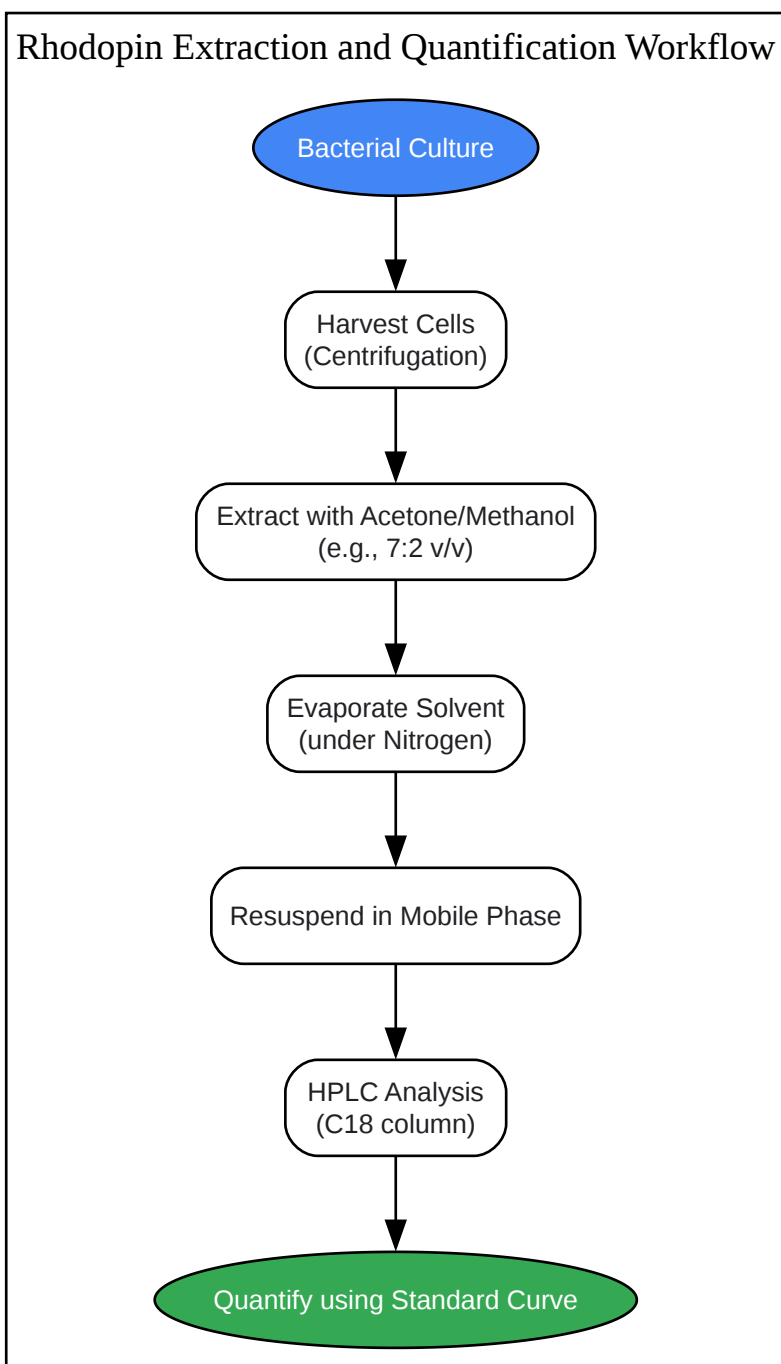 Rhodopin Extraction and Quantification Workflow
Bacterial Culture
Harvest Cells
(Centrifugation)
Extract with Acetone/Methanol
(e.g., 7:2 v/v)
Evaporate Solvent
(under Nitrogen)
Resuspend in Mobile Phase
HPLC Analysis
(C18 column)
Quantify using Standard Curve